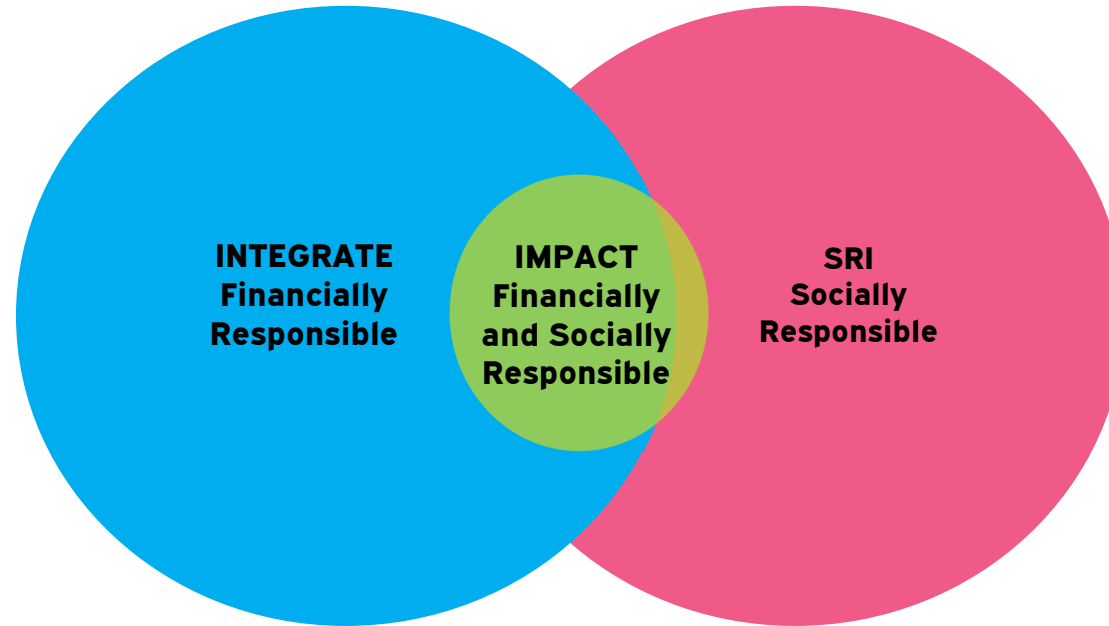 INTEGRATE
Financially
Responsible
IMPACT
Financially
and Socially
Responsible
SRI
Socially
Responsible